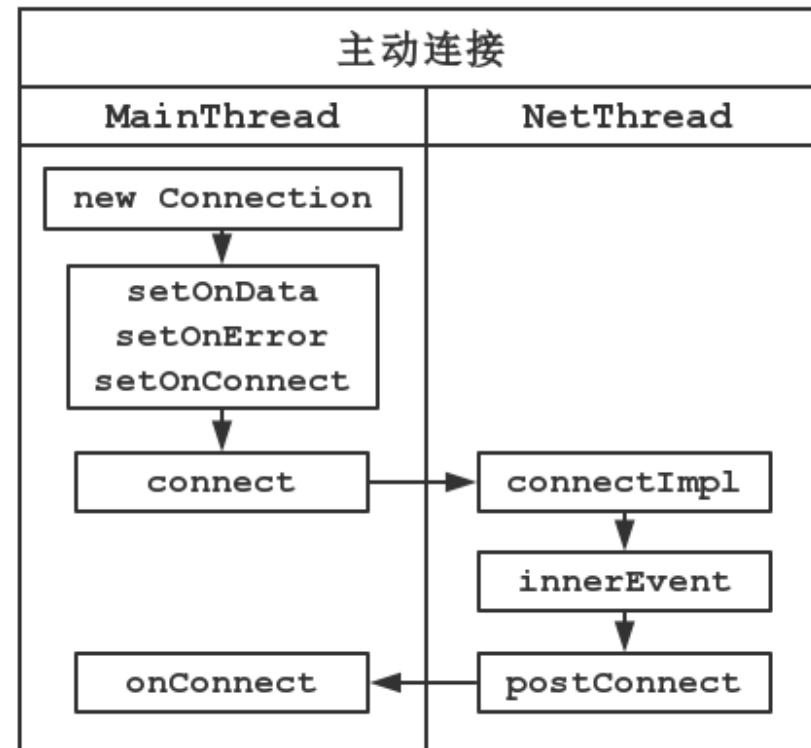 主动连接
MainThread
NetThread
new Connection
setOnData
setOnError
setOnConnect
connect
connectImpl
innerEvent
onConnect
postConnect